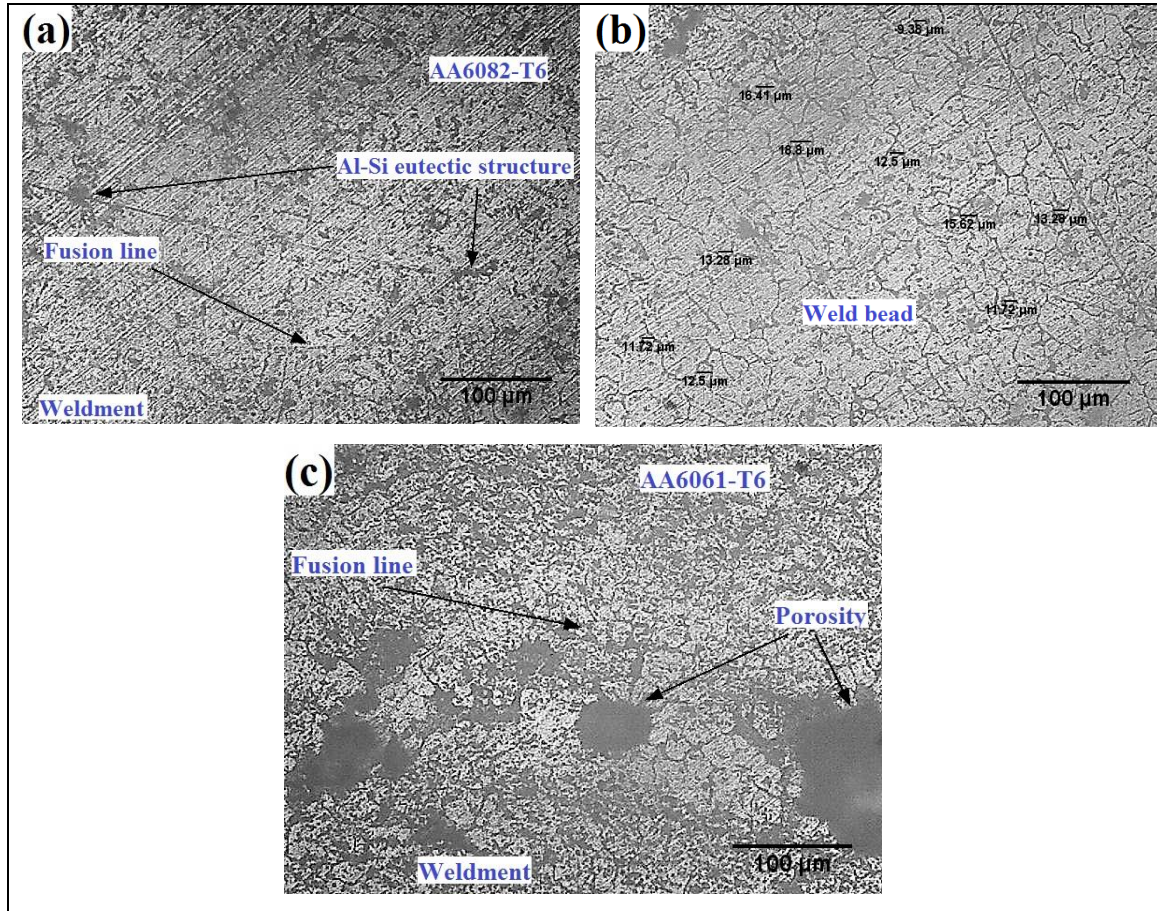 (a)
AA6082-T6
Al-Si eutectic structure
Fusion line
100 µm
Weldment
(b)
9.38 µm
16.41 µm
16.8 µm
12.5 µm
15.62 µm
13.28 µm
13.28 µm
11.72 µm
Weld bead
11.72 µm
12.5 µm
100 µm
(c)
AA6061-T6
Fusion line
Porosity
100 µm
Weldment